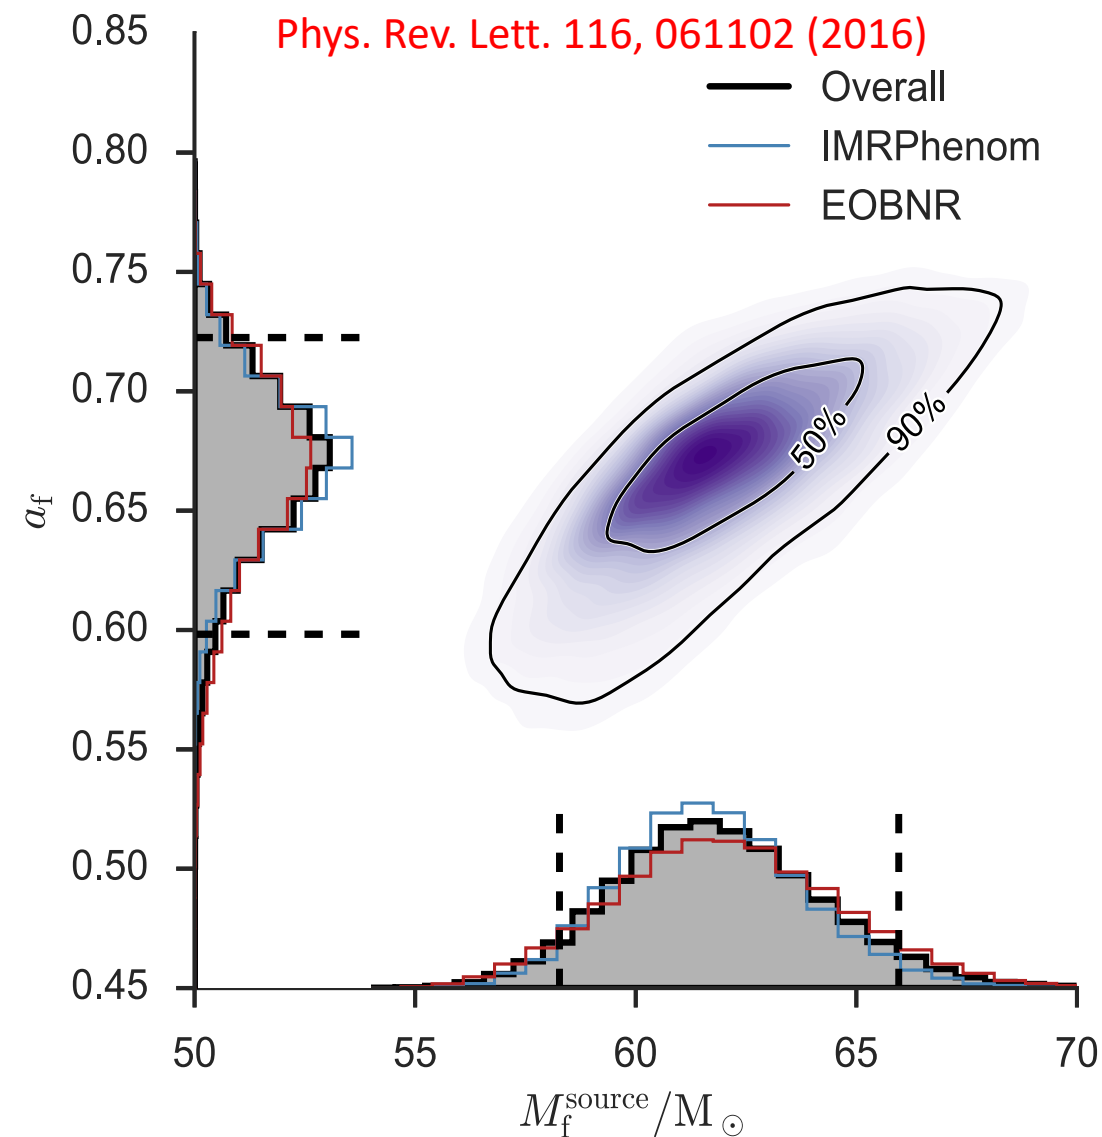 Phys. Rev. Lett. 116, 061102 (2016)
Overall
IMRPhenom
EOBNR
0.85
0.80
0.75
0.70
0.65
0.60
0.55
0.50
0.45
a_f
50%
90%
50 55 60 65 70
M_f^source/M_⊙